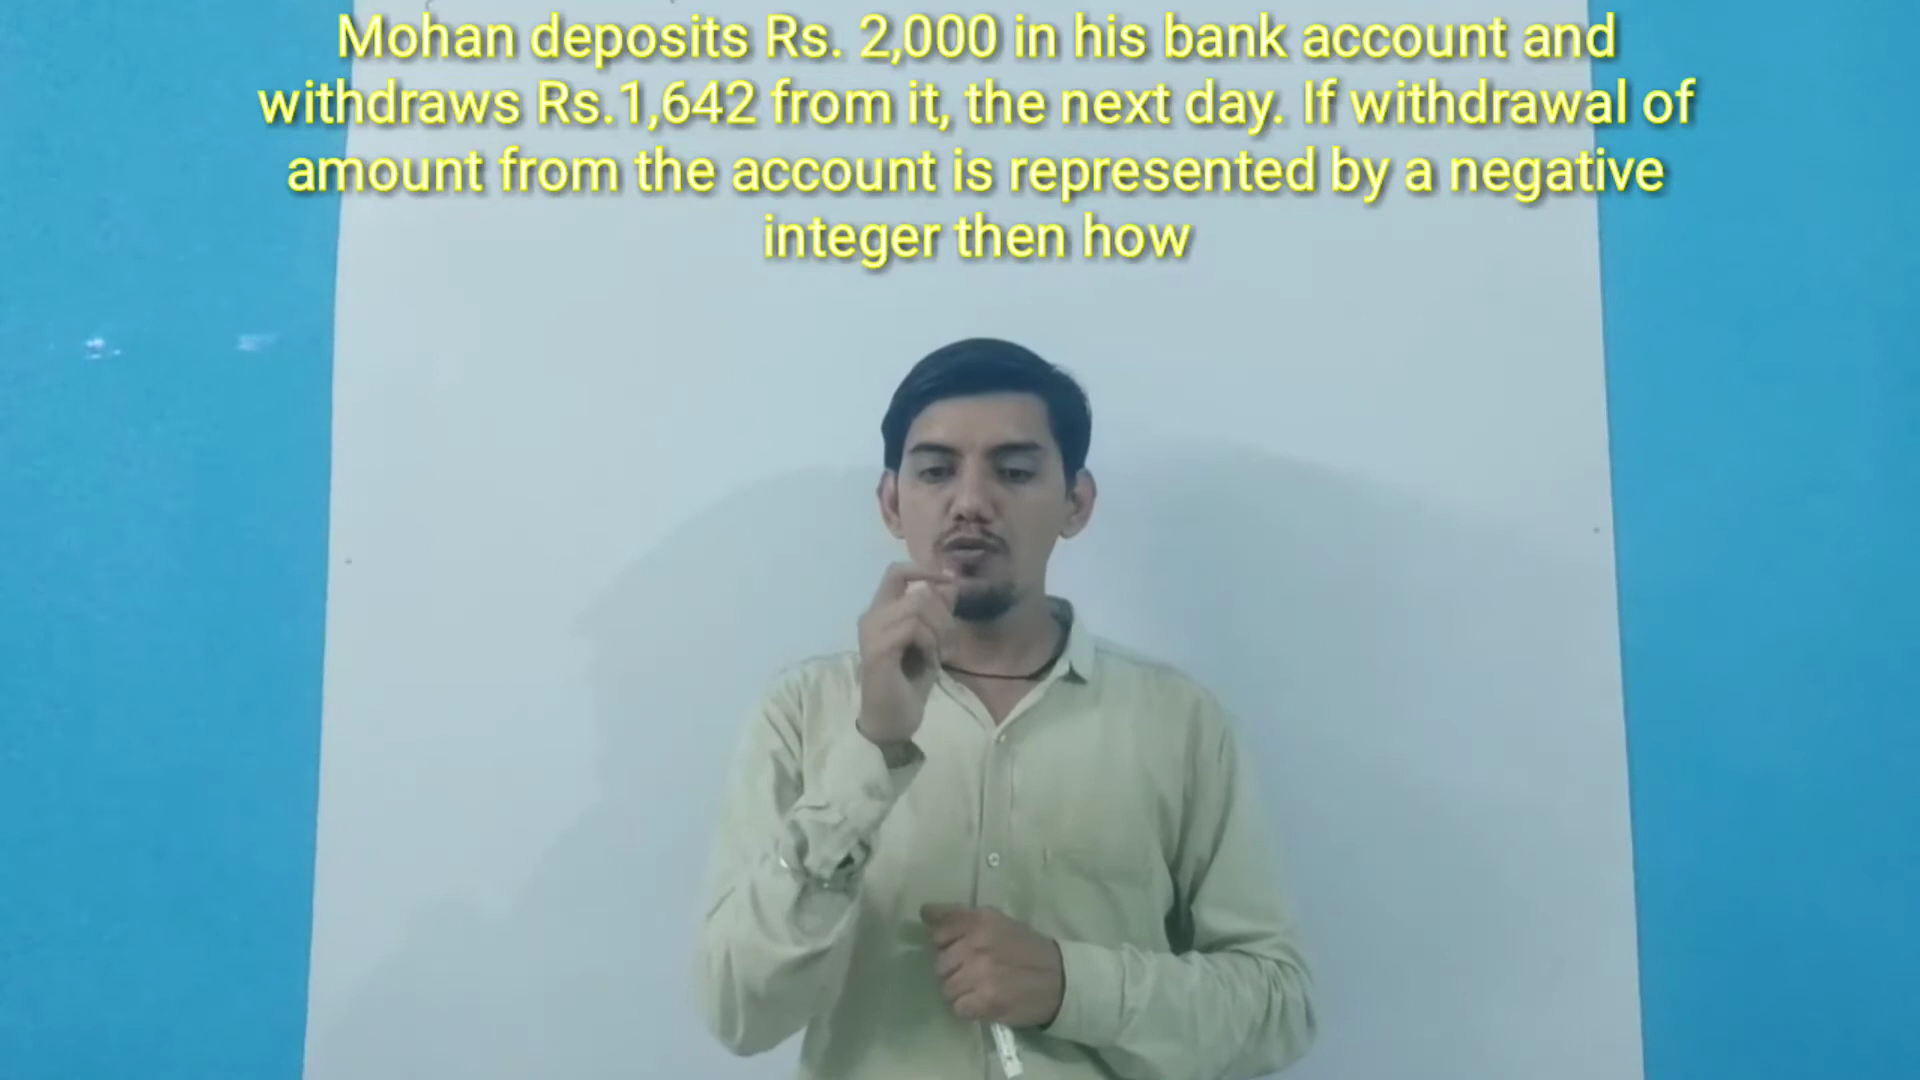 Mohan deposits Rs. 2,000 in his bank account and
withdraws Rs.1,642 from it, the next day. If withdrawal of
amount from the account is represented by a negative
integer then how